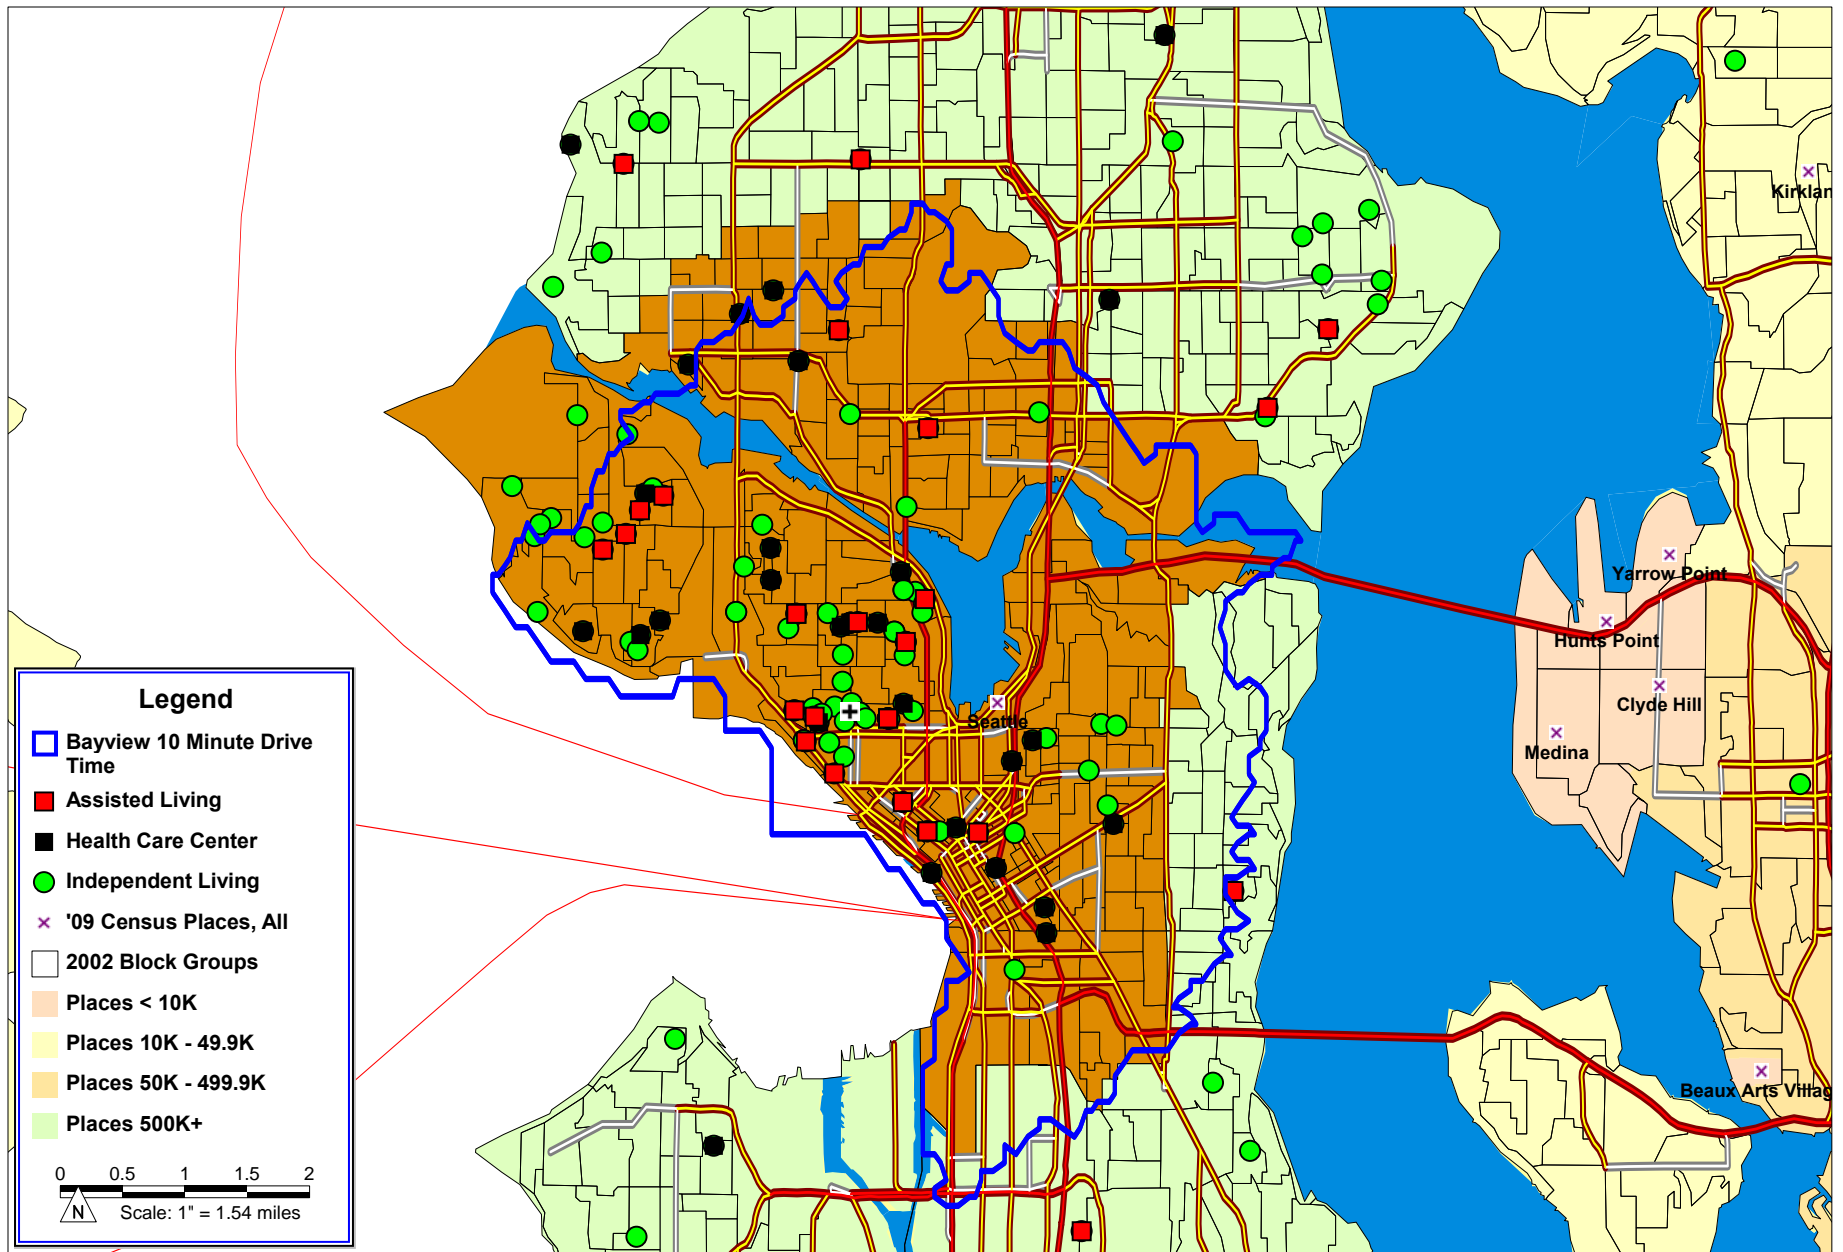 Kirklan
Yarrow Point
Hunts Point
Clyde Hill
Seattle
Medina
Beaux Arts Villag
Legend
Bayview 10 Minute Drive
Time
Assisted Living
Health Care Center
Independent Living
'09 Census Places, All
2002 Block Groups
Places < 10K
Places 10K - 49.9K
Places 50K - 499.9K
Places 500K+
0 0.5 1 1.5 2
N
Scale: 1" = 1.54 miles